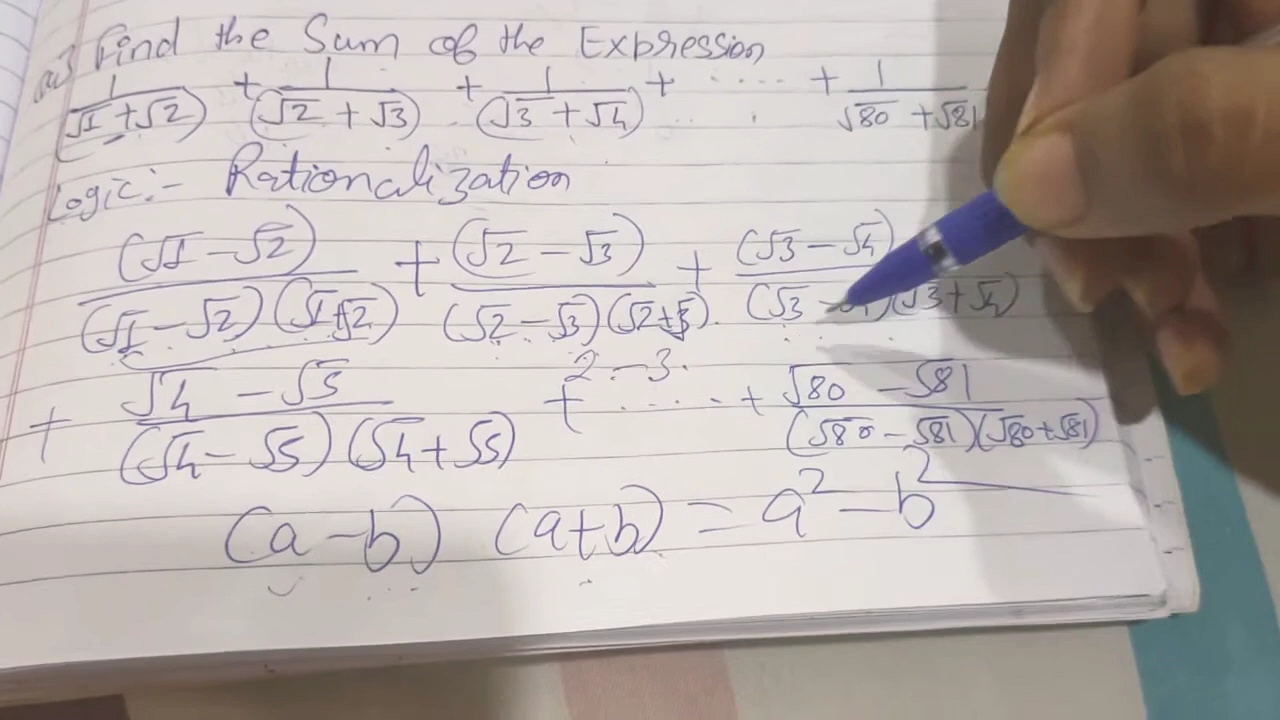 Find the Sum of the Expression
1/(√1 + √2) + 1/(√2 + √3) + 1/(√3 + √4) + ..... + 1/√80 + √81
Logic:- Rationalization
(√1 - √2)/(√1 - √2)(√1 + √2) + (√2 - √3)/(√2 - √3)(√2 + √3) + (√3 - √4)/(√3 - √4)(√3 + √4)
2 - 3
+ √4 - √5/(√4 - √5)(√4 + √5) + ..... + √80 - √81/(√80 - √81)(√80 + √81)
(a - b) (a + b) = a² - b²